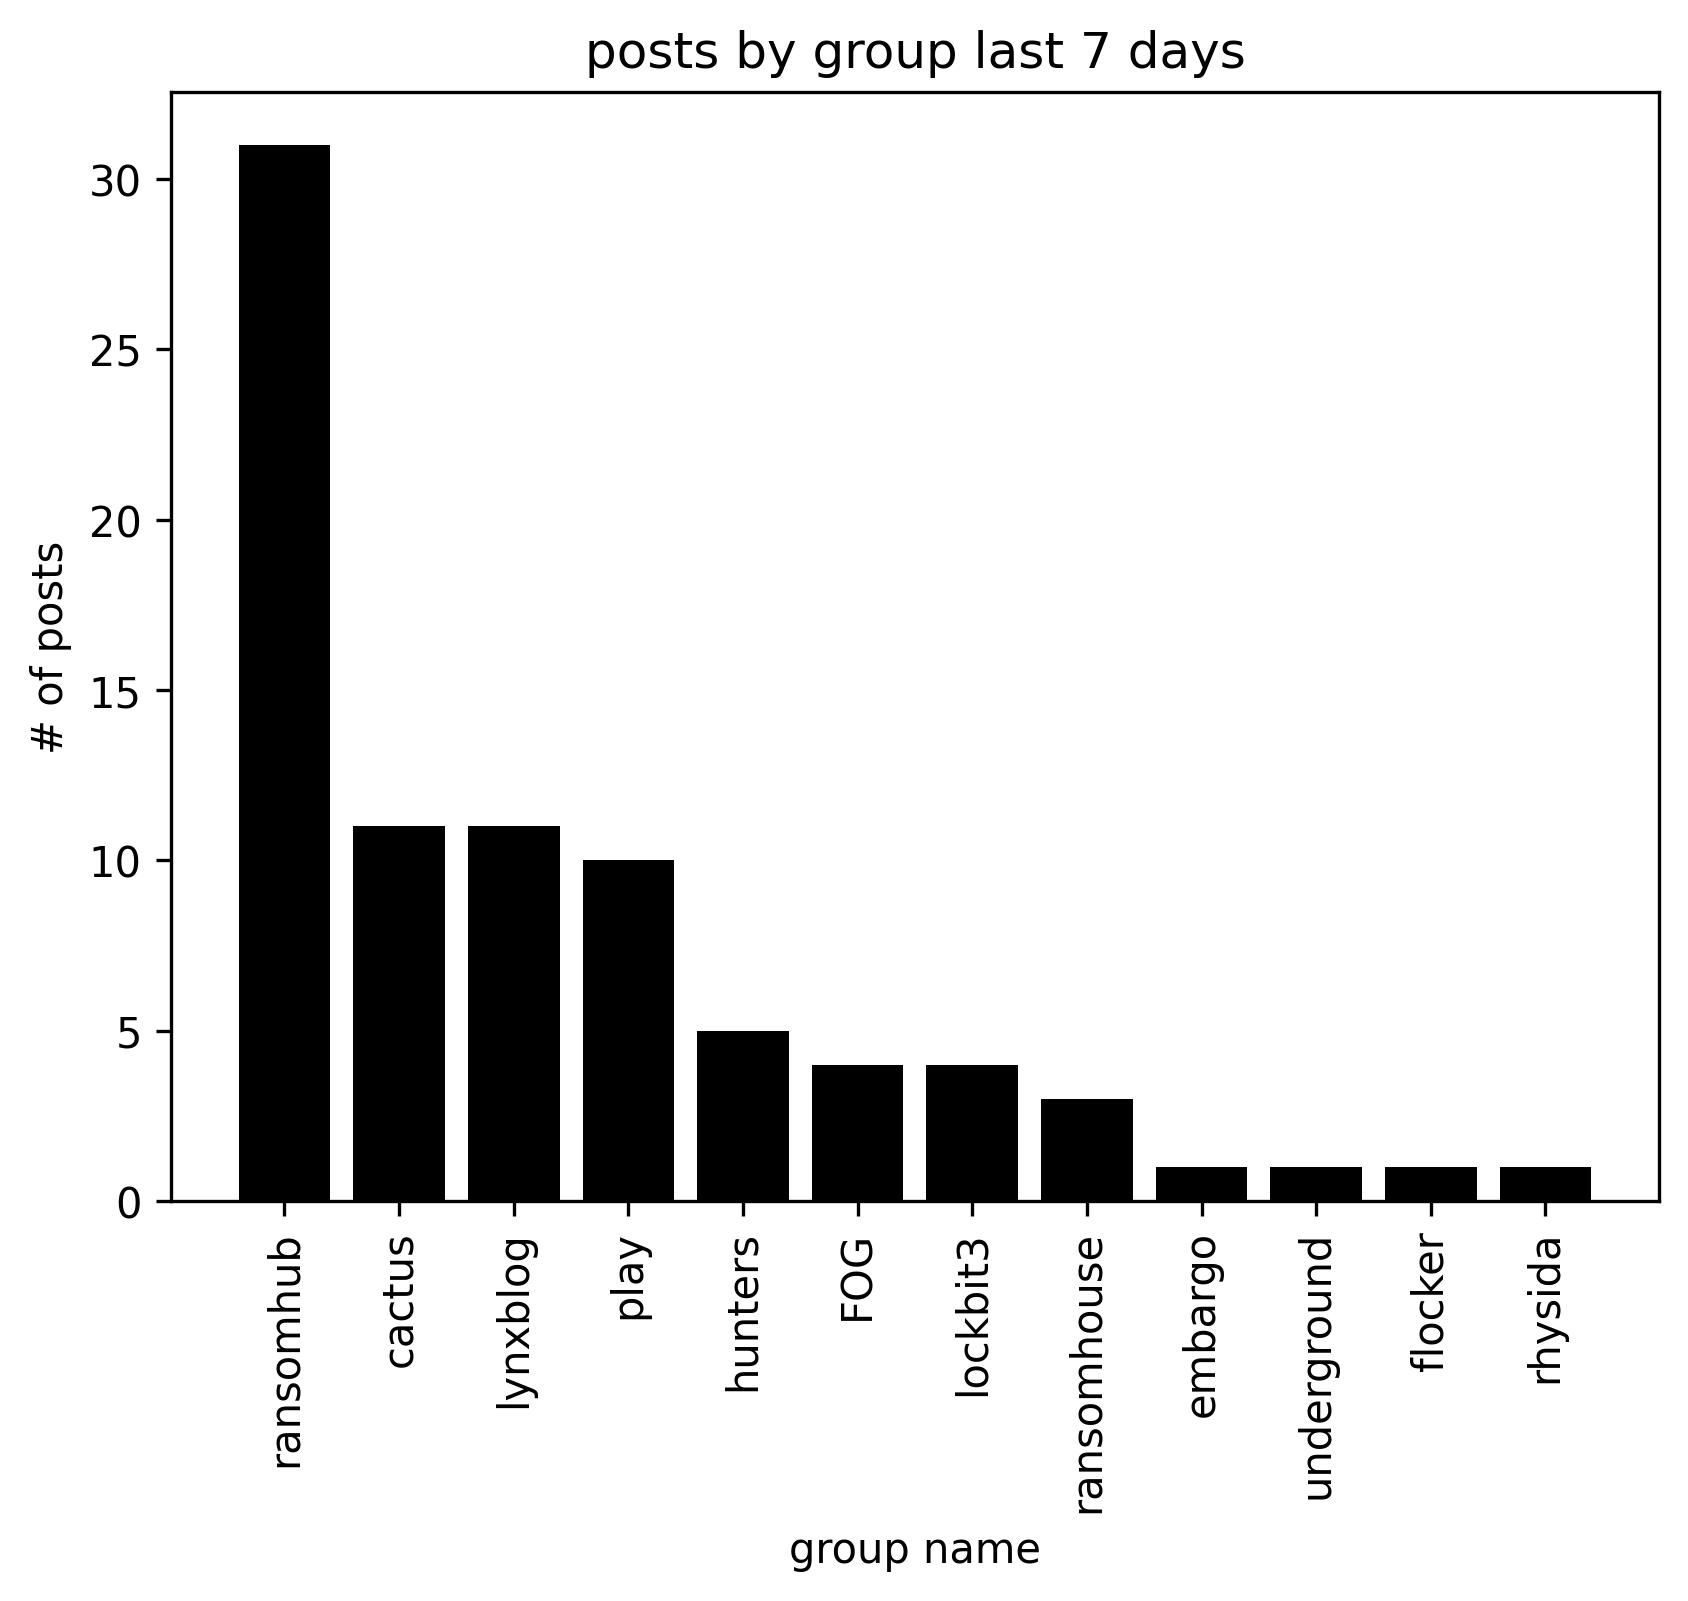 posts by group last 7 days
# of posts
30
25
20
15
10
5
0
ransomhub
cactus
lynxblog
play
hunters
FOG
lockbit3
ransomhouse
embargo
underground
flocker
rhysida
group name